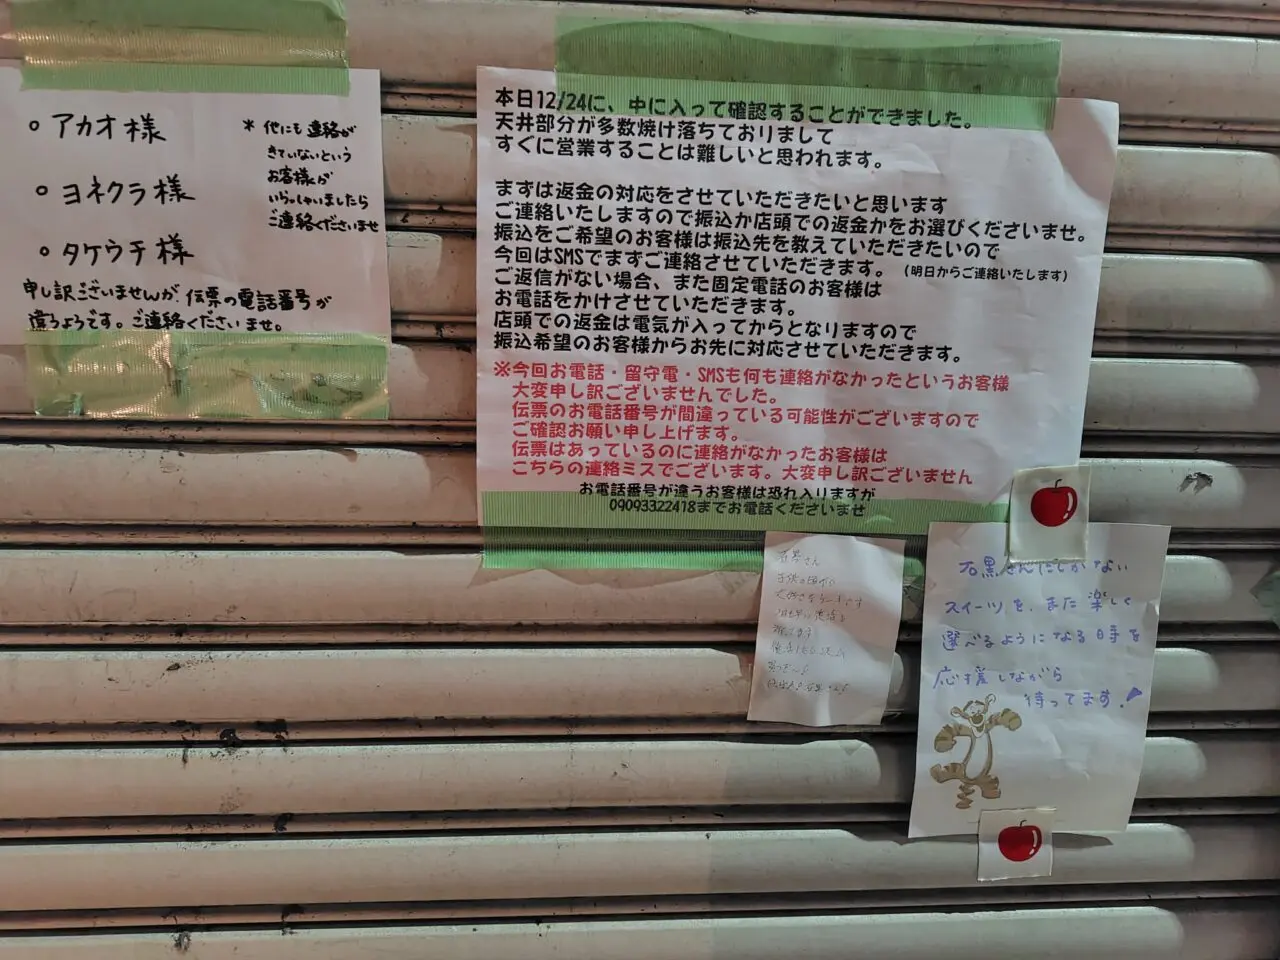 。アカオ様
。ヨネクラ様
。タケウチ様
* 他にも連絡が
きていないという
お客様が
いらっしゃいましたら
ご連絡くださいませ
申し訳ございませんが、伝票の電話番号が
違うようです。ご連絡くださいませ。
本日12/24に、中に入って確認することができました。
天井部分が多数焼け落ちておりまして
すぐに営業することは難しいと思われます。
まずは返金の対応をさせていただきたいと思います
ご連絡いたしますので振込か店頭での返金かをお選びくださいませ。
振込をご希望のお客様は振込先を教えていただきたいので
今回はSMSでまずご連絡させていただきます。（明日からご連絡いたします）
ご返信がない場合、また固定電話のお客様は
お電話をかけさせていただきます。
店頭での返金は電気が入ってからとなりますので
振込希望のお客様からお先に対応させていただきます。
※今回お電話・留守電・SMSも何も連絡がなかったというお客様
大変申し訳ございませんでした。
伝票のお電話番号が間違っている可能性がございますので
ご確認お願い申し上げます。
伝票はあっているのに連絡がなかったお客様は
こちらの連絡ミスでございます。大変申し訳ございません
お電話番号が違うお客様は恐れ入りますが
09093322418までお電話くださいませ
石黒さん
石黒さんにしかない
スイーツを、また楽しく
選べるようになる時を
応援しながら
待ってます！